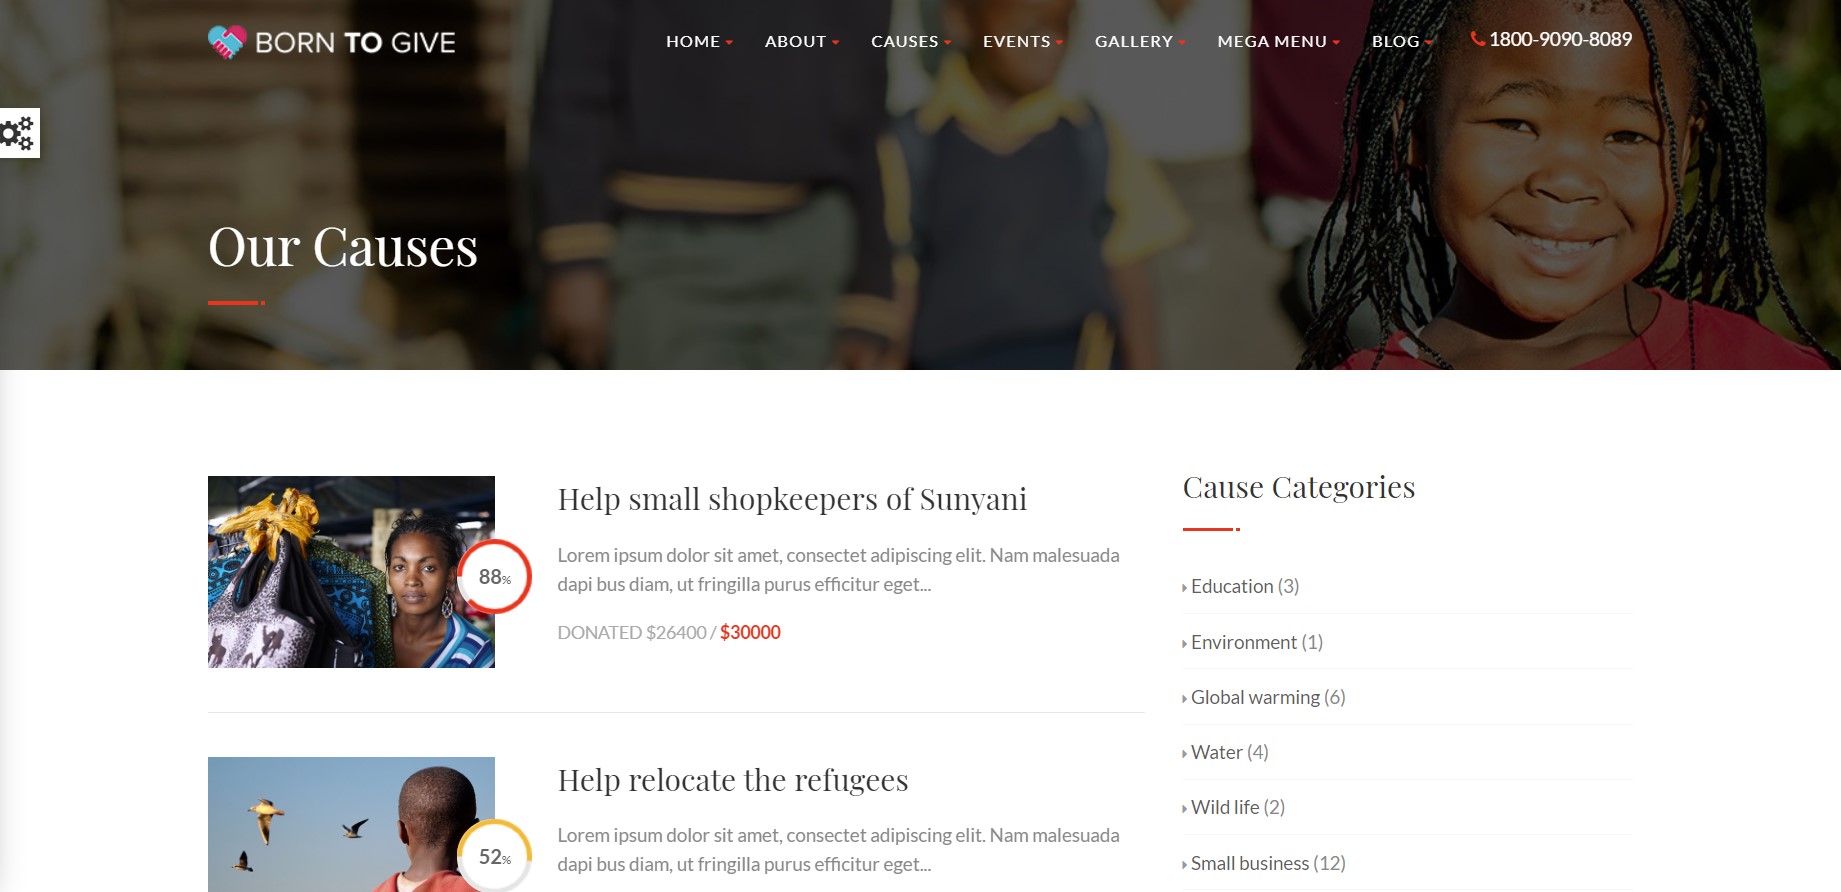 BORN TO GIVE
HOME
ABOUT
CAUSES
EVENTS
GALLERY
MEGA MENU
BLOG
1800-9090-8089
Our Causes
88%
Help small shopkeepers of Sunyani
Lorem ipsum dolor sit amet, consectet adipiscing elit. Nam malesuada
dapi bus diam, ut fringilla purus efficitur eget...
DONATED $26400 / $30000
52%
Help relocate the refugees
Lorem ipsum dolor sit amet, consectet adipiscing elit. Nam malesuada
dapi bus diam, ut fringilla purus efficitur eget...
Cause Categories
Education (3)
Environment (1)
Global warming (6)
Water (4)
Wild life (2)
Small business (12)